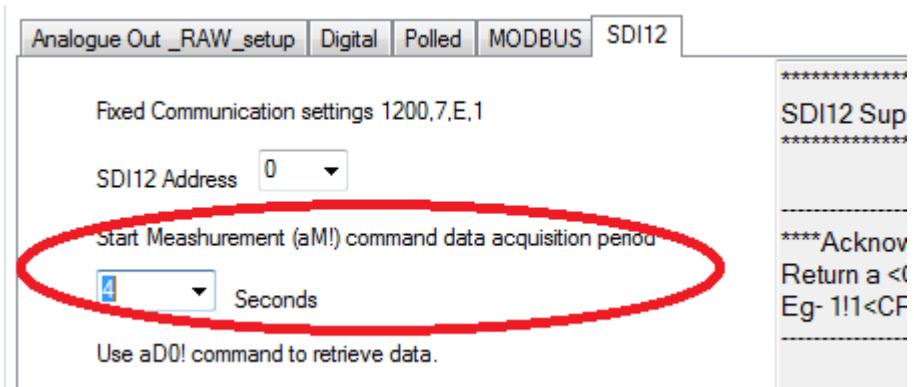 Analogue Out _RAW_setup Digital Polled MODBUS SDI12
Fixed Communication settings 1200,7,E,1
SDI12 Address 0
Start Meashurement (aM!) command data acquisition period
4 Seconds
Use aD0! command to retrieve data.
*************
SDI12 Sup
*************
---------------
****Acknow
Return a <C
Eg- 1!1<CR
---------------